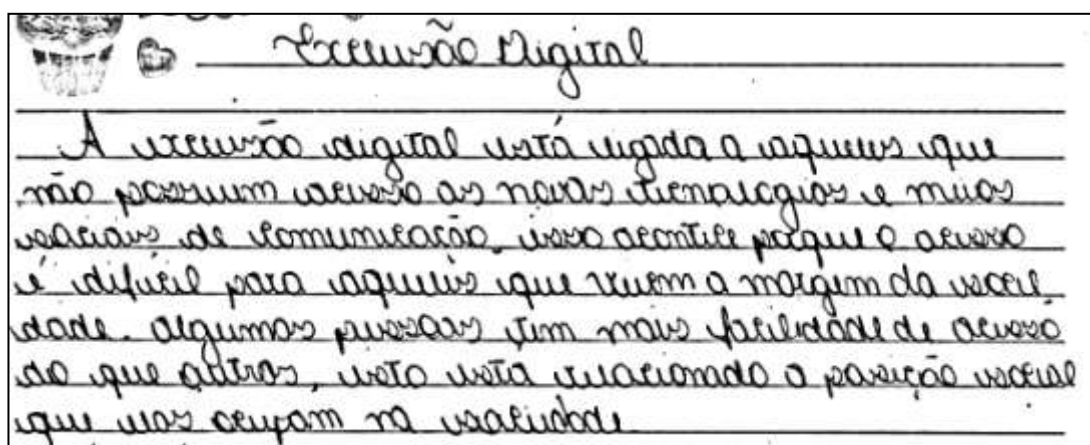 Exclusão Digital
A exclusão digital está ligada a aqueles que
não possuem acesso as novas tecnologias e meios
sociais de comunicação. isso acontece porque o acesso
é difícil para aqueles que vivem a margem da socie
dade. algumas pessoas tem mais facilidade de acesso
do que outras, isto está relacionado a posição social
que elas ocupam na sociedade